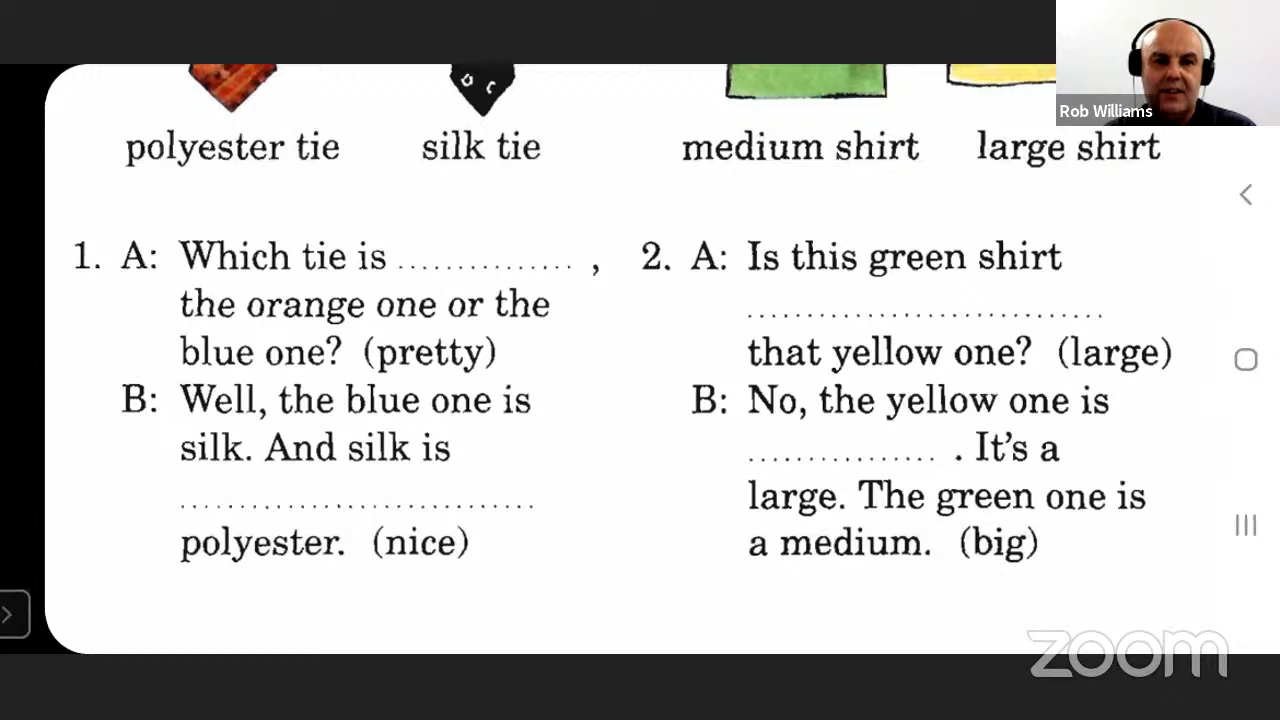 Rob Williams
polyester tie
silk tie
medium shirt
large shirt
1. A: Which tie is ............... ,
the orange one or the
blue one? (pretty)
B: Well, the blue one is
silk. And silk is
..............................
polyester. (nice)
2. A: Is this green shirt
..............................
that yellow one? (large)
B: No, the yellow one is
................ . It's a
large. The green one is
a medium. (big)
zoom